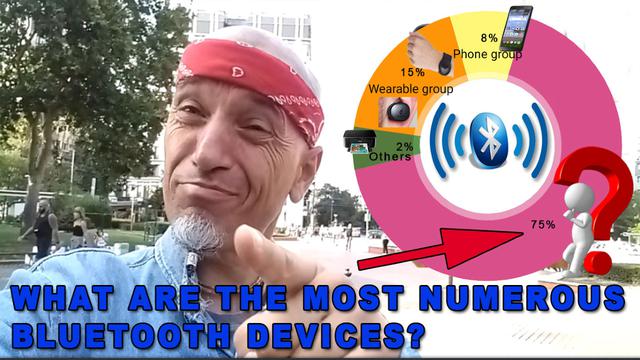 8%
Phone group
15%
Wearable group
2%
Others
75%
?
WHAT ARE THE MOST NUMEROUS
BLUETOOTH DEVICES?